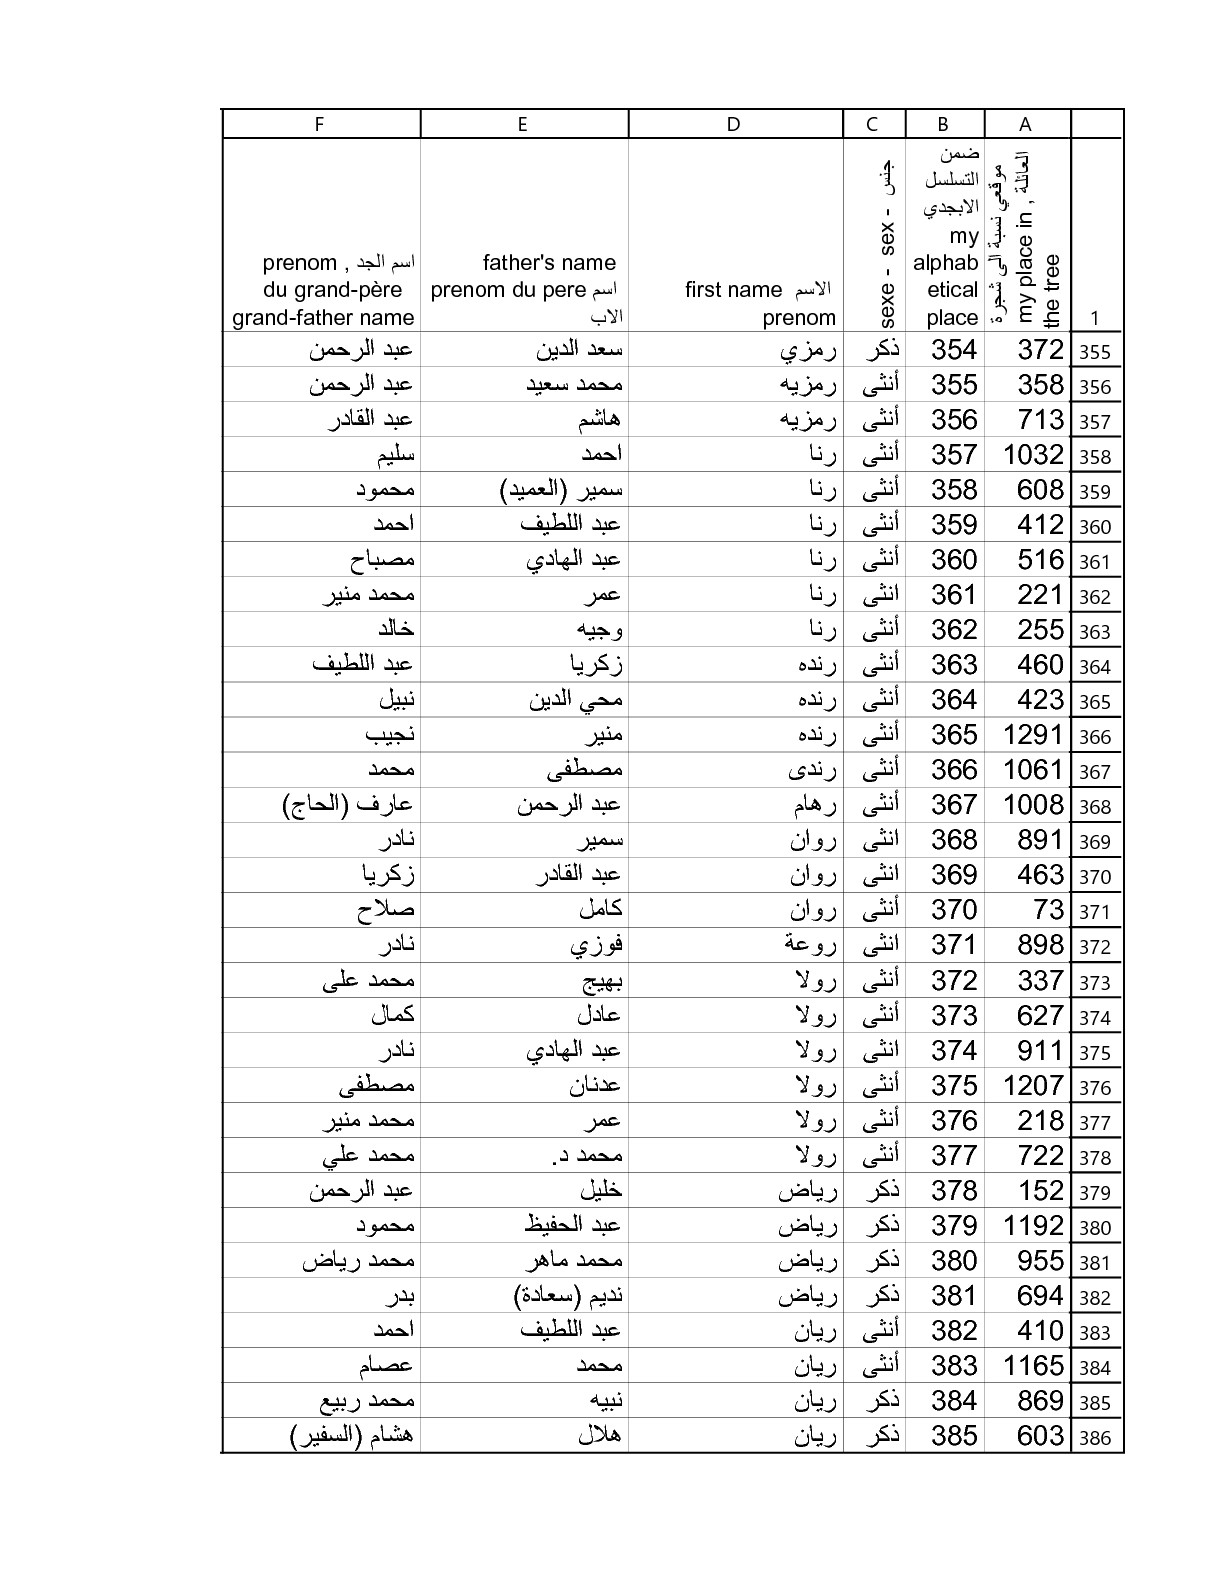 A B C D E F
1
موقعي نسبة الى شجرة العائلة , my place in the tree
ضمن التسلسل الابجدي my alphabetical place
sexe - sex - جنس
first name الاسم prenom
father's name prenom du pere اسم الاب
prenom , اسم الجد du grand-père grand-father name
355 372 354 ذكر رمزي سعد الدين عبد الرحمن
356 358 355 أنثى رمزيه محمد سعيد عبد الرحمن
357 713 356 أنثى رمزيه هاشم عبد القادر
358 1032 357 أنثى رنا احمد سليم
359 608 358 أنثى رنا سمير (العميد) محمود
360 412 359 أنثى رنا عبد اللطيف احمد
361 516 360 أنثى رنا عبد الهادي مصباح
362 221 361 انثى رنا عمر محمد منير
363 255 362 أنثى رنا وجيه خالد
364 460 363 أنثى رنده زكريا عبد اللطيف
365 423 364 أنثى رنده محي الدين نبيل
366 1291 365 أنثى رنده منير نجيب
367 1061 366 أنثى رندى مصطفى محمد
368 1008 367 أنثى رهام عبد الرحمن عارف (الحاج)
369 891 368 انثى روان سمير نادر
370 463 369 انثى روان عبد القادر زكريا
371 73 370 أنثى روان كامل صلاح
372 898 371 انثى روعة فوزي نادر
373 337 372 أنثى رولا بهيج محمد على
374 627 373 أنثى رولا عادل كمال
375 911 374 انثى رولا عبد الهادي نادر
376 1207 375 أنثى رولا عدنان مصطفى
377 218 376 أنثى رولا عمر محمد منير
378 722 377 أنثى رولا محمد د. محمد علي
379 152 378 ذكر رياض خليل عبد الرحمن
380 1192 379 ذكر رياض عبد الحفيظ محمود
381 955 380 ذكر رياض محمد ماهر محمد رياض
382 694 381 ذكر رياض نديم (سعادة) بدر
383 410 382 أنثى ريان عبد اللطيف احمد
384 1165 383 أنثى ريان محمد عصام
385 869 384 ذكر ريان نبيه محمد ربيع
386 603 385 ذكر ريان هلال هشام (السفير)